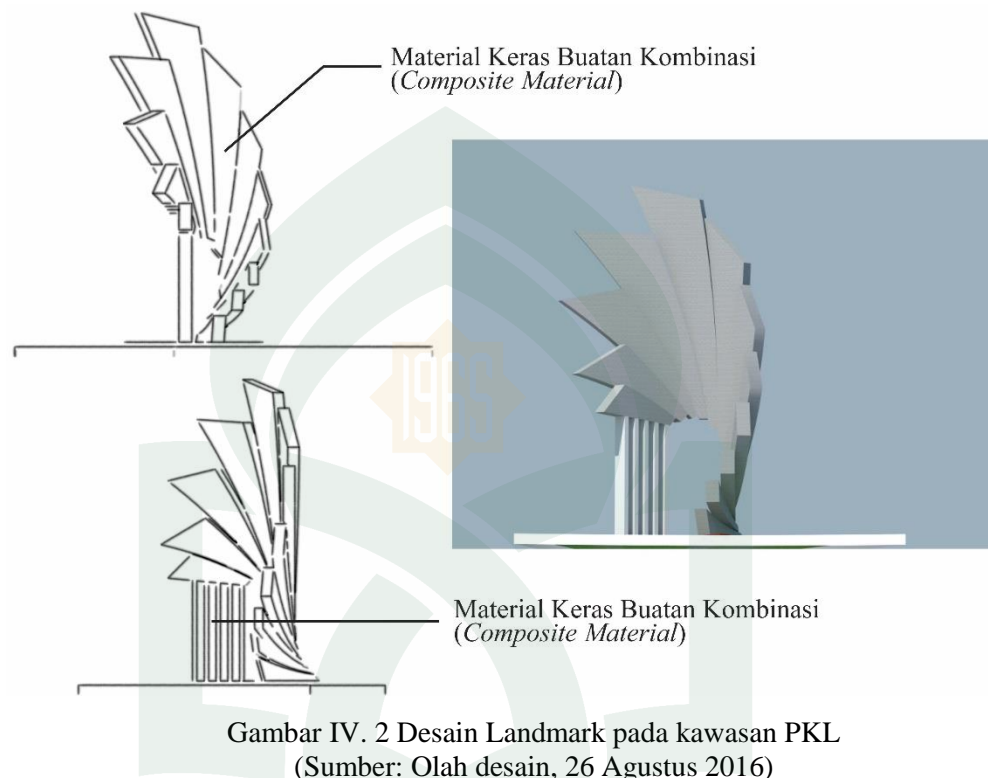 Material Keras Buatan Kombinasi
(Composite Material)
1965
Material Keras Buatan Kombinasi
(Composite Material)
Gambar IV. 2 Desain Landmark pada kawasan PKL
(Sumber: Olah desain, 26 Agustus 2016)